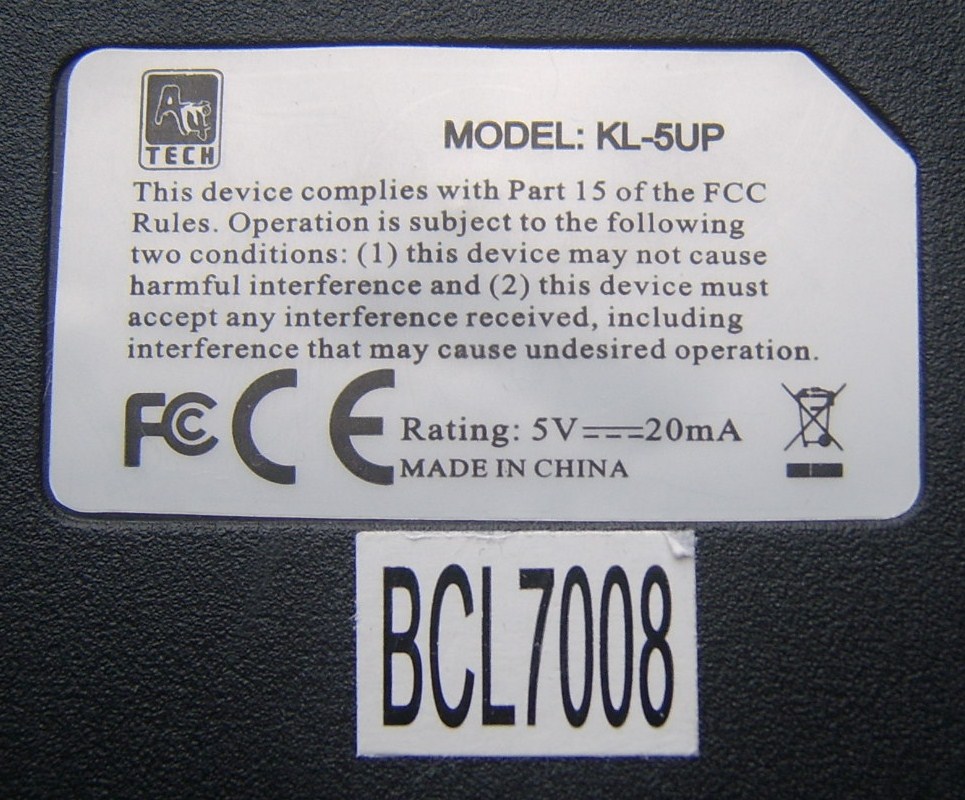 A
TECH
MODEL: KL-5UP
This device complies with Part 15 of the FCC
Rules. Operation is subject to the following
two conditions: (1) this device may not cause
harmful interference and (2) this device must
accept any interference received, including
interference that may cause undesired operation.
FC CE Rating: 5V⎓20mA
MADE IN CHINA
BCL7008